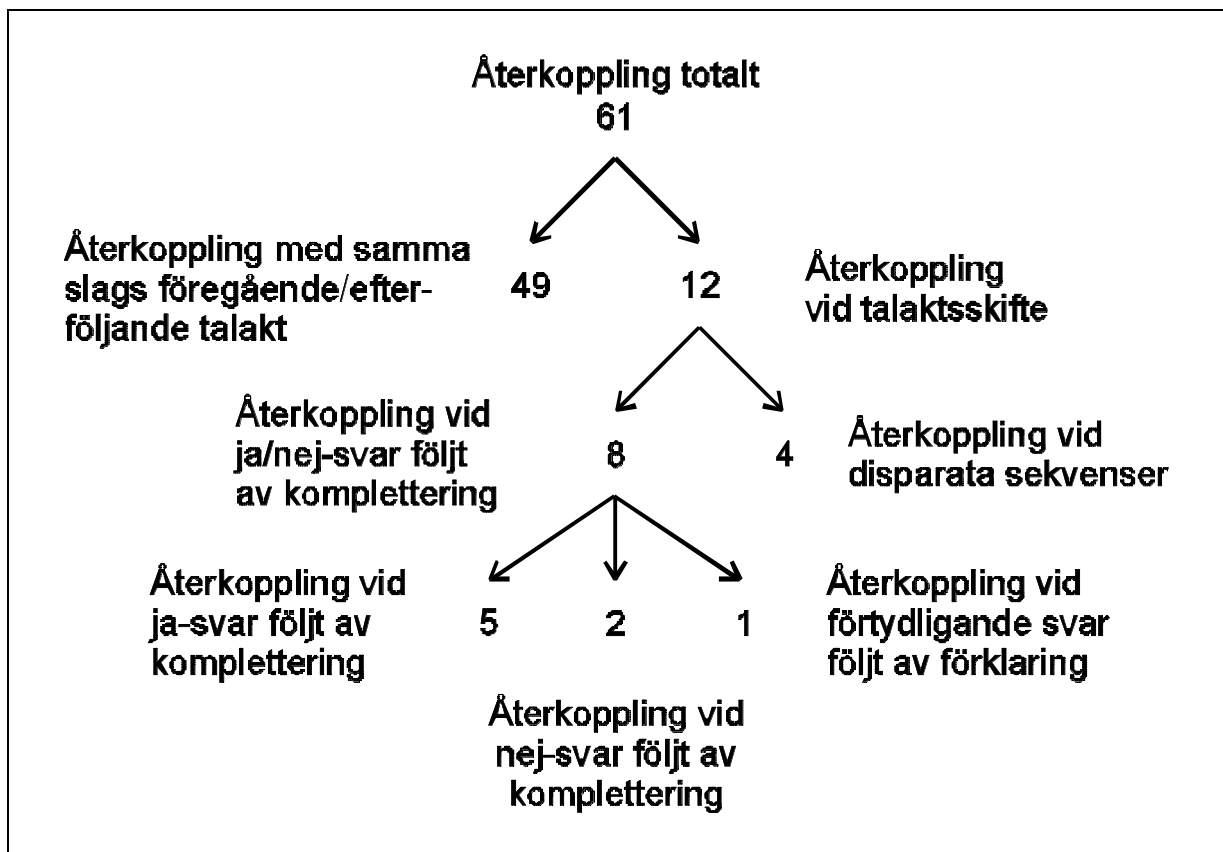 Återkoppling totalt
61
Återkoppling med samma
slags föregående/efter-
följande talakt
49
12
Återkoppling
vid talaktsskifte
Återkoppling vid
ja/nej-svar följt
av komplettering
8
4
Återkoppling vid
disparata sekvenser
Återkoppling vid
ja-svar följt av
komplettering
5
2
1
Återkoppling vid
förtydligande svar
följt av förklaring
Återkoppling vid
nej-svar följt av
komplettering